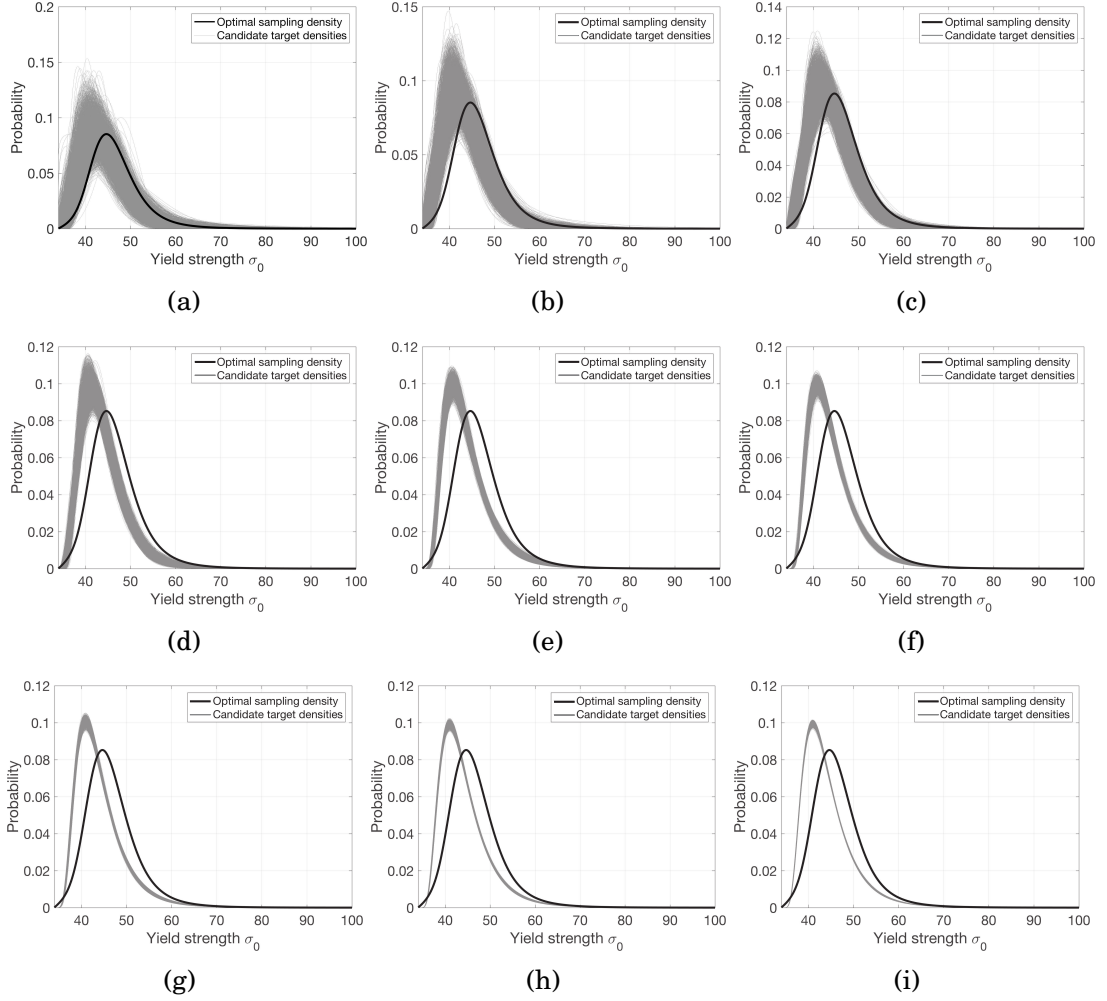 0.2
0.15
0.1
0.05
0
Probability
Optimal sampling density
Candidate target densities
40 50 60 70 80 90 100
Yield strength σ0
(a)
0.15
0.1
0.05
0
Probability
Optimal sampling density
Candidate target densities
40 50 60 70 80 90 100
Yield strength σ0
(b)
0.14
0.12
0.1
0.08
0.06
0.04
0.02
0
Probability
Optimal sampling density
Candidate target densities
40 50 60 70 80 90 100
Yield strength σ0
(c)
0.12
0.1
0.08
0.06
0.04
0.02
0
Probability
Optimal sampling density
Candidate target densities
40 50 60 70 80 90 100
Yield strength σ0
(d)
0.12
0.1
0.08
0.06
0.04
0.02
0
Probability
Optimal sampling density
Candidate target densities
40 50 60 70 80 90 100
Yield strength σ0
(e)
0.12
0.1
0.08
0.06
0.04
0.02
0
Probability
Optimal sampling density
Candidate target densities
40 50 60 70 80 90 100
Yield strength σ0
(f)
0.12
0.1
0.08
0.06
0.04
0.02
0
Probability
Optimal sampling density
Candidate target densities
40 50 60 70 80 90 100
Yield strength σ0
(g)
0.12
0.1
0.08
0.06
0.04
0.02
0
Probability
Optimal sampling density
Candidate target densities
40 50 60 70 80 90 100
Yield strength σ0
(h)
0.12
0.1
0.08
0.06
0.04
0.02
0
Probability
Optimal sampling density
Candidate target densities
40 50 60 70 80 90 100
Yield strength σ0
(i)